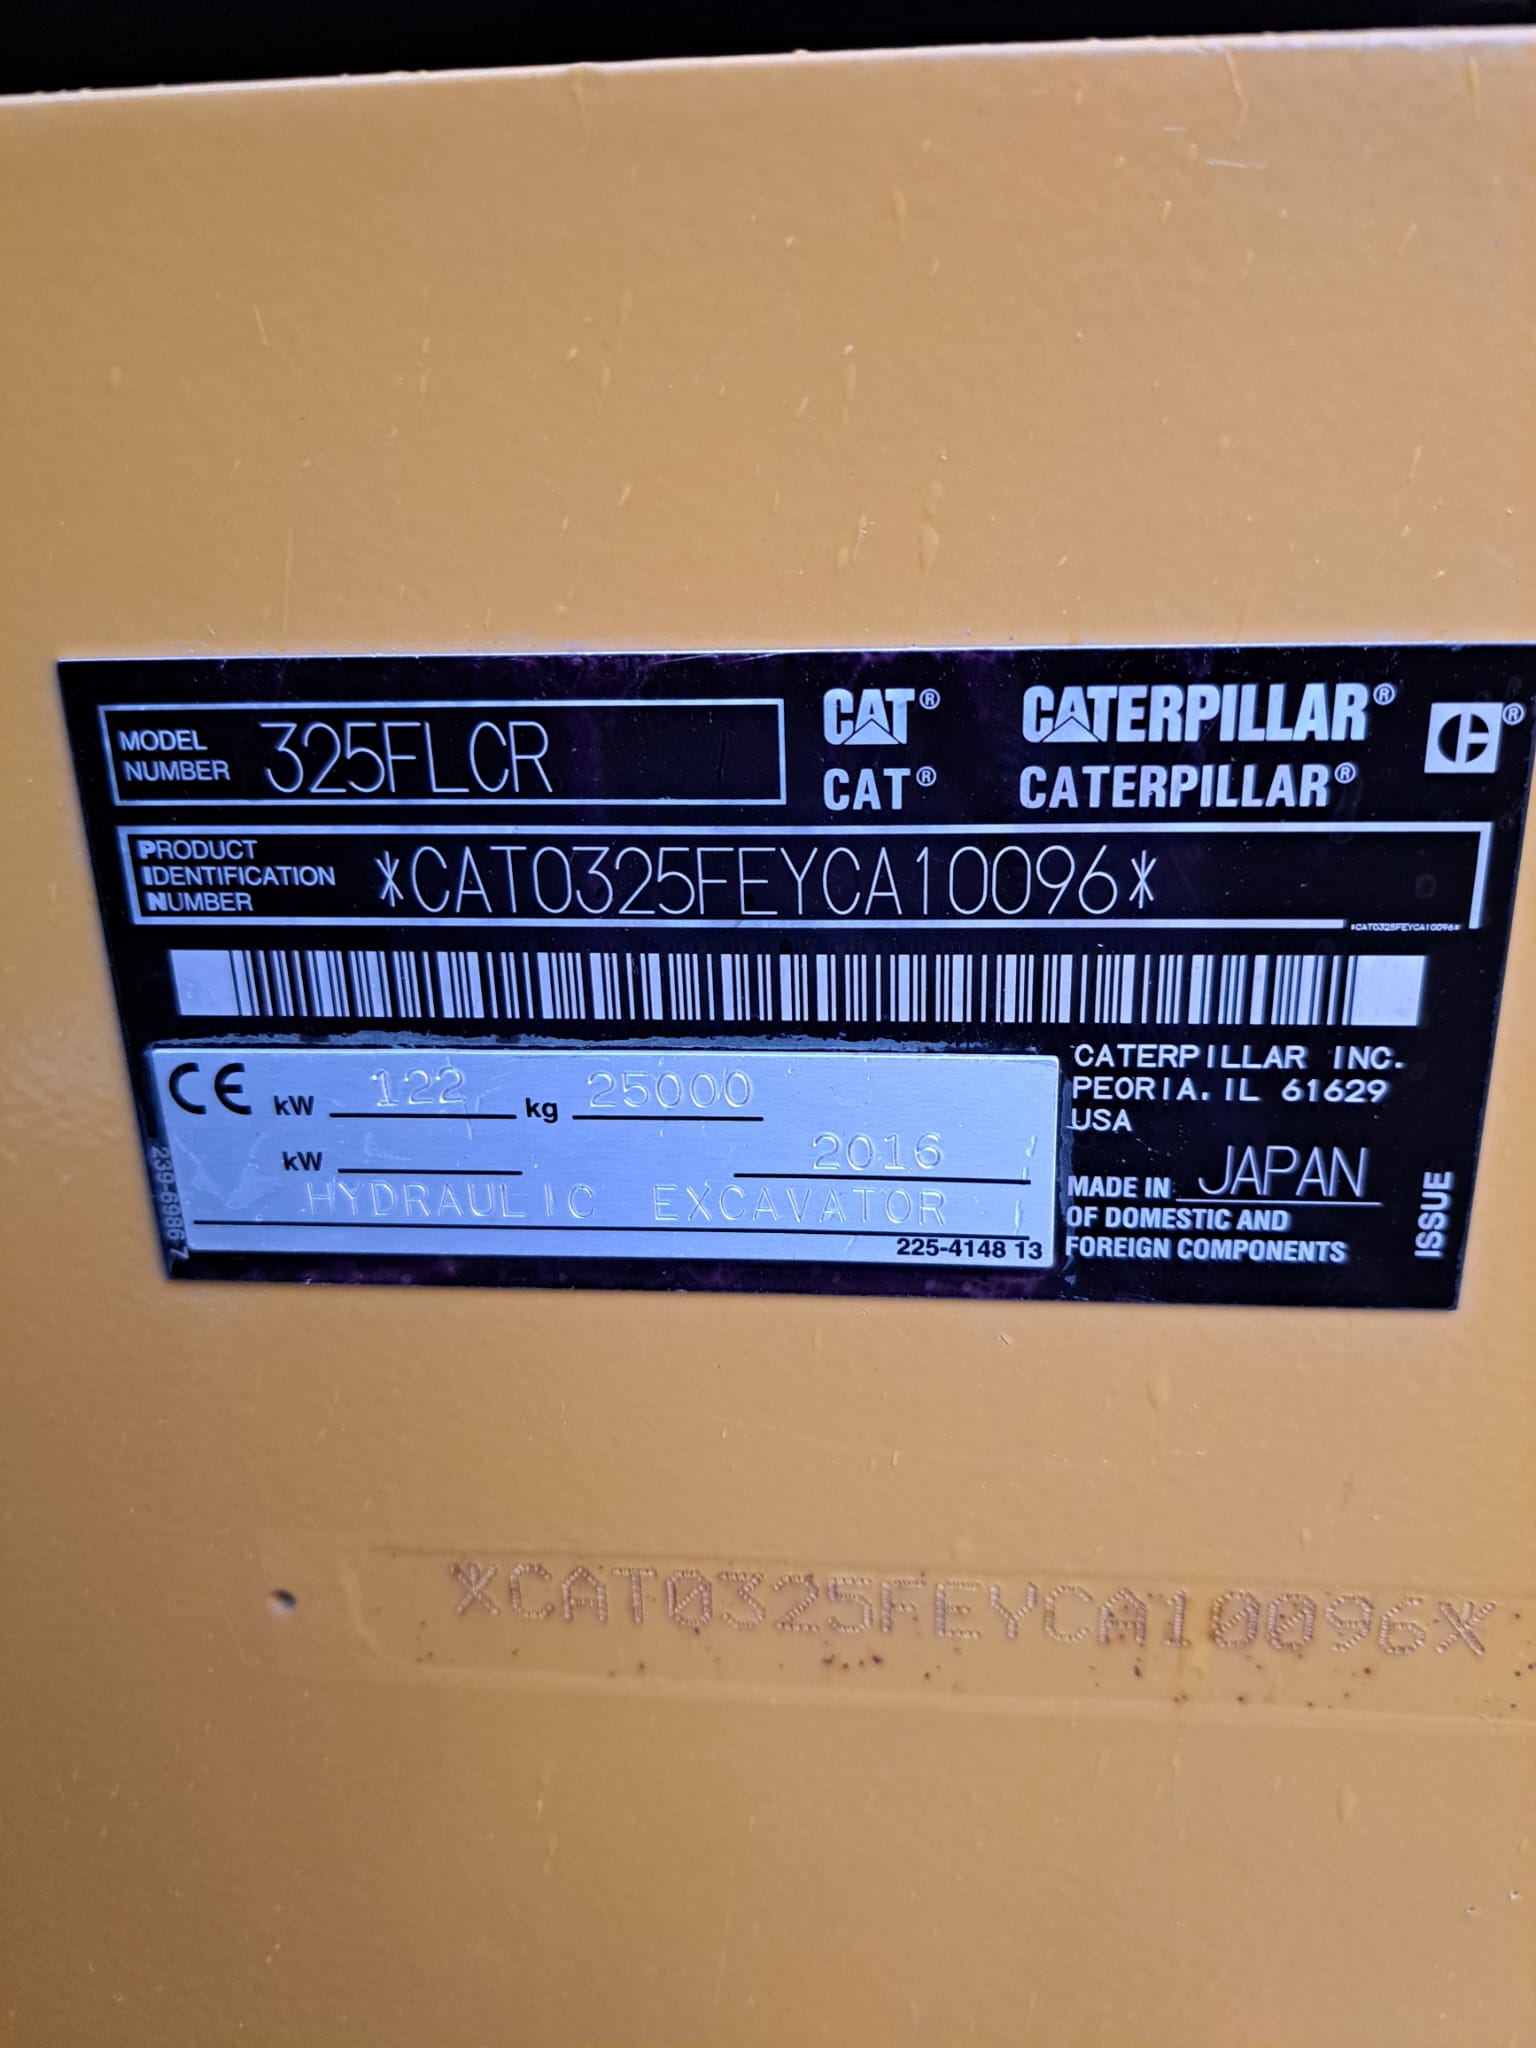 MODEL NUMBER 325FLCR
CAT® CATERPILLAR® ®
CAT® CATERPILLAR®
PRODUCT IDENTIFICATION NUMBER *CAT0325FEYCA10096*
*CAT0325FEYCA10096*
CE kW 122 kg 25000
kW 2016
HYDRAULIC EXCAVATOR
225-4148 13
239-6986 7
CATERPILLAR INC.
PEORIA, IL 61629
USA
MADE IN JAPAN
OF DOMESTIC AND
FOREIGN COMPONENTS
ISSUE
*CAT0325FEYCA10096*